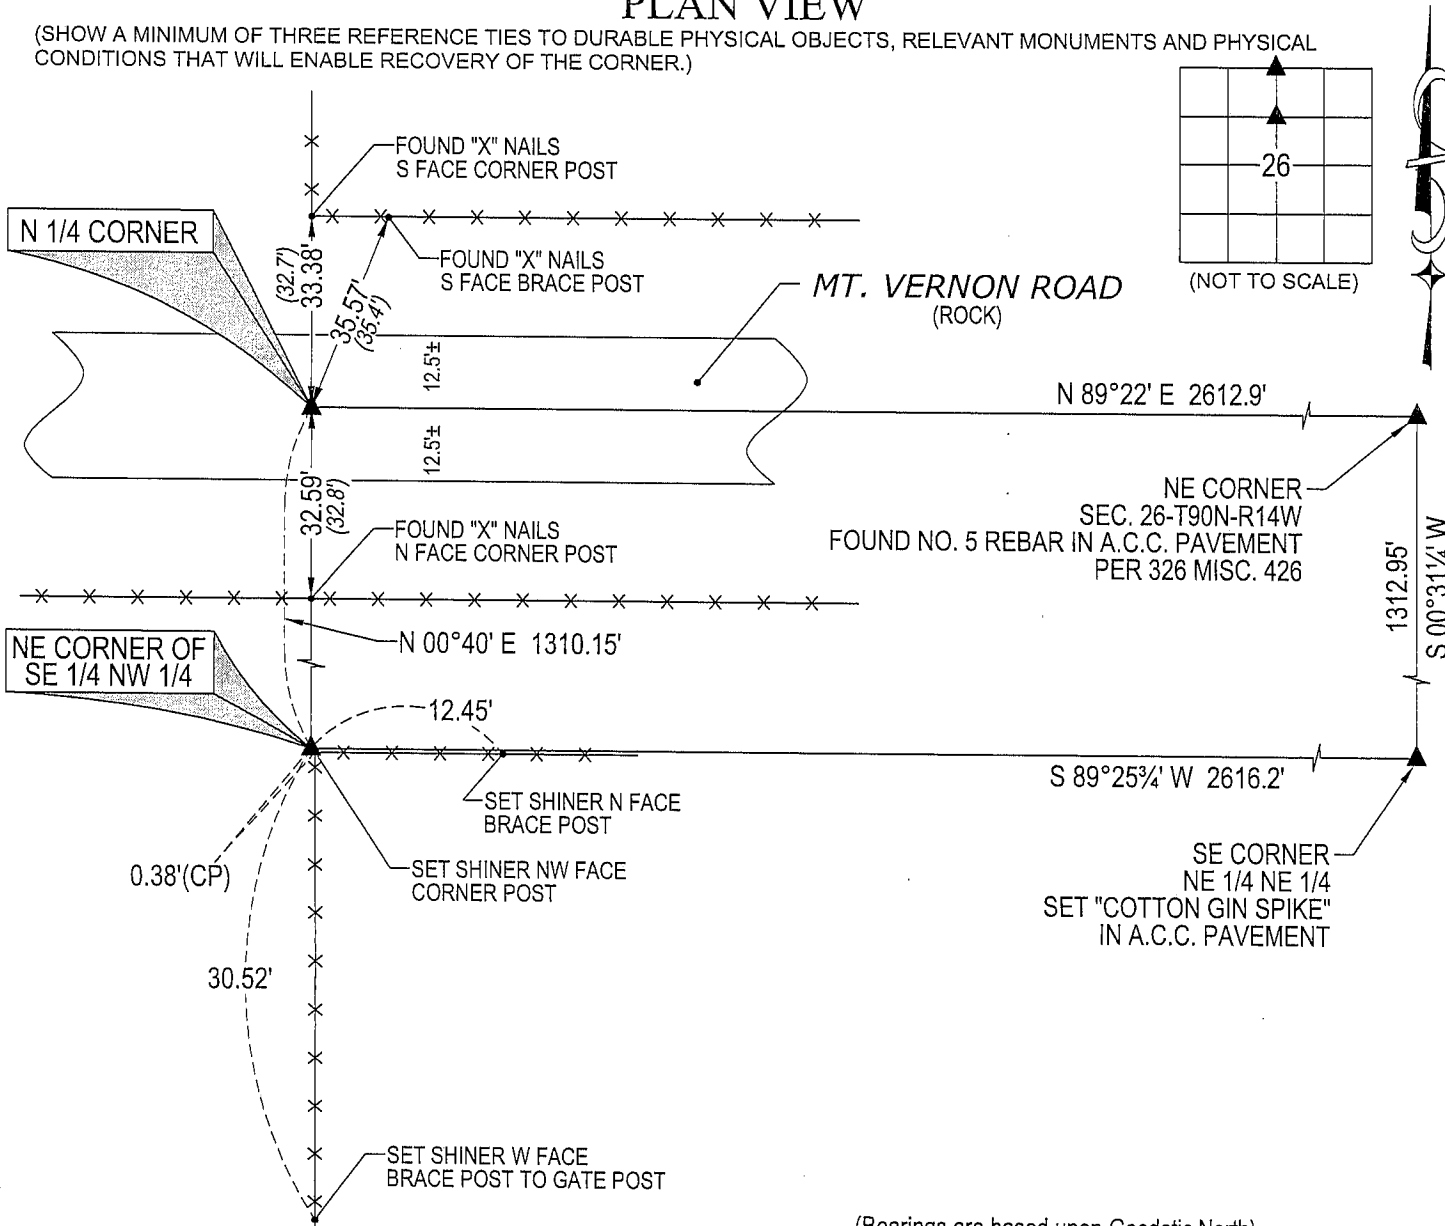 PLAN VIEW
(SHOW A MINIMUM OF THREE REFERENCE TIES TO DURABLE PHYSICAL OBJECTS, RELEVANT MONUMENTS AND PHYSICAL
CONDITIONS THAT WILL ENABLE RECOVERY OF THE CORNER.)
FOUND "X" NAILS
S FACE CORNER POST
26
(NOT TO SCALE)
N 1/4 CORNER
(32.7')
33.38'
35.57'
(35.4')
FOUND "X" NAILS
S FACE BRACE POST
MT. VERNON ROAD
(ROCK)
12.5'±
12.5'±
N 89°22' E 2612.9'
32.59'
(32.8')
FOUND "X" NAILS
N FACE CORNER POST
NE CORNER
SEC. 26-T90N-R14W
FOUND NO. 5 REBAR IN A.C.C. PAVEMENT
PER 326 MISC. 426
1312.95'
S 00°31¼' W
NE CORNER OF
SE 1/4 NW 1/4
N 00°40' E 1310.15'
12.45'
S 89°25¾' W 2616.2'
SET SHINER N FACE
BRACE POST
0.38'(CP)
SET SHINER NW FACE
CORNER POST
SE CORNER
NE 1/4 NE 1/4
SET "COTTON GIN SPIKE"
IN A.C.C. PAVEMENT
30.52'
SET SHINER W FACE
BRACE POST TO GATE POST
(Bearings are based upon Geodetic North)